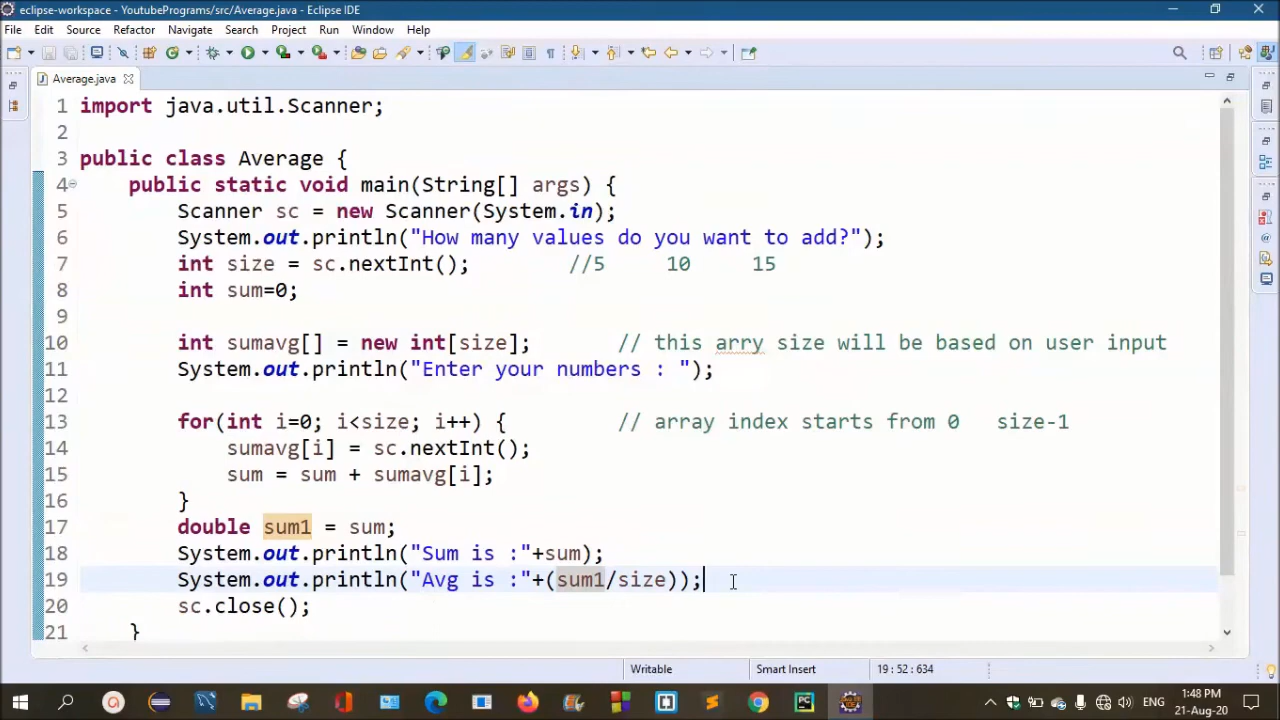 eclipse-workspace - YoutubePrograms/src/Average.java - Eclipse IDE
File Edit Source Refactor Navigate Search Project Run Window Help
Average.java
1 import java.util.Scanner;
2
3 public class Average {
4 public static void main(String[] args) {
5 Scanner sc = new Scanner(System.in);
6 System.out.println("How many values do you want to add?");
7 int size = sc.nextInt(); //5 10 15
8 int sum=0;
9
10 int sumavg[] = new int[size]; // this arry size will be based on user input
11 System.out.println("Enter your numbers : ");
12
13 for(int i=0; i<size; i++) { // array index starts from 0 size-1
14 sumavg[i] = sc.nextInt();
15 sum = sum + sumavg[i];
16 }
17 double sum1 = sum;
18 System.out.println("Sum is :"+sum);
19 System.out.println("Avg is :"+(sum1/size));
20 sc.close();
21 }
Writable Smart Insert 19 : 52 : 634
ENG 1:48 PM
21-Aug-20